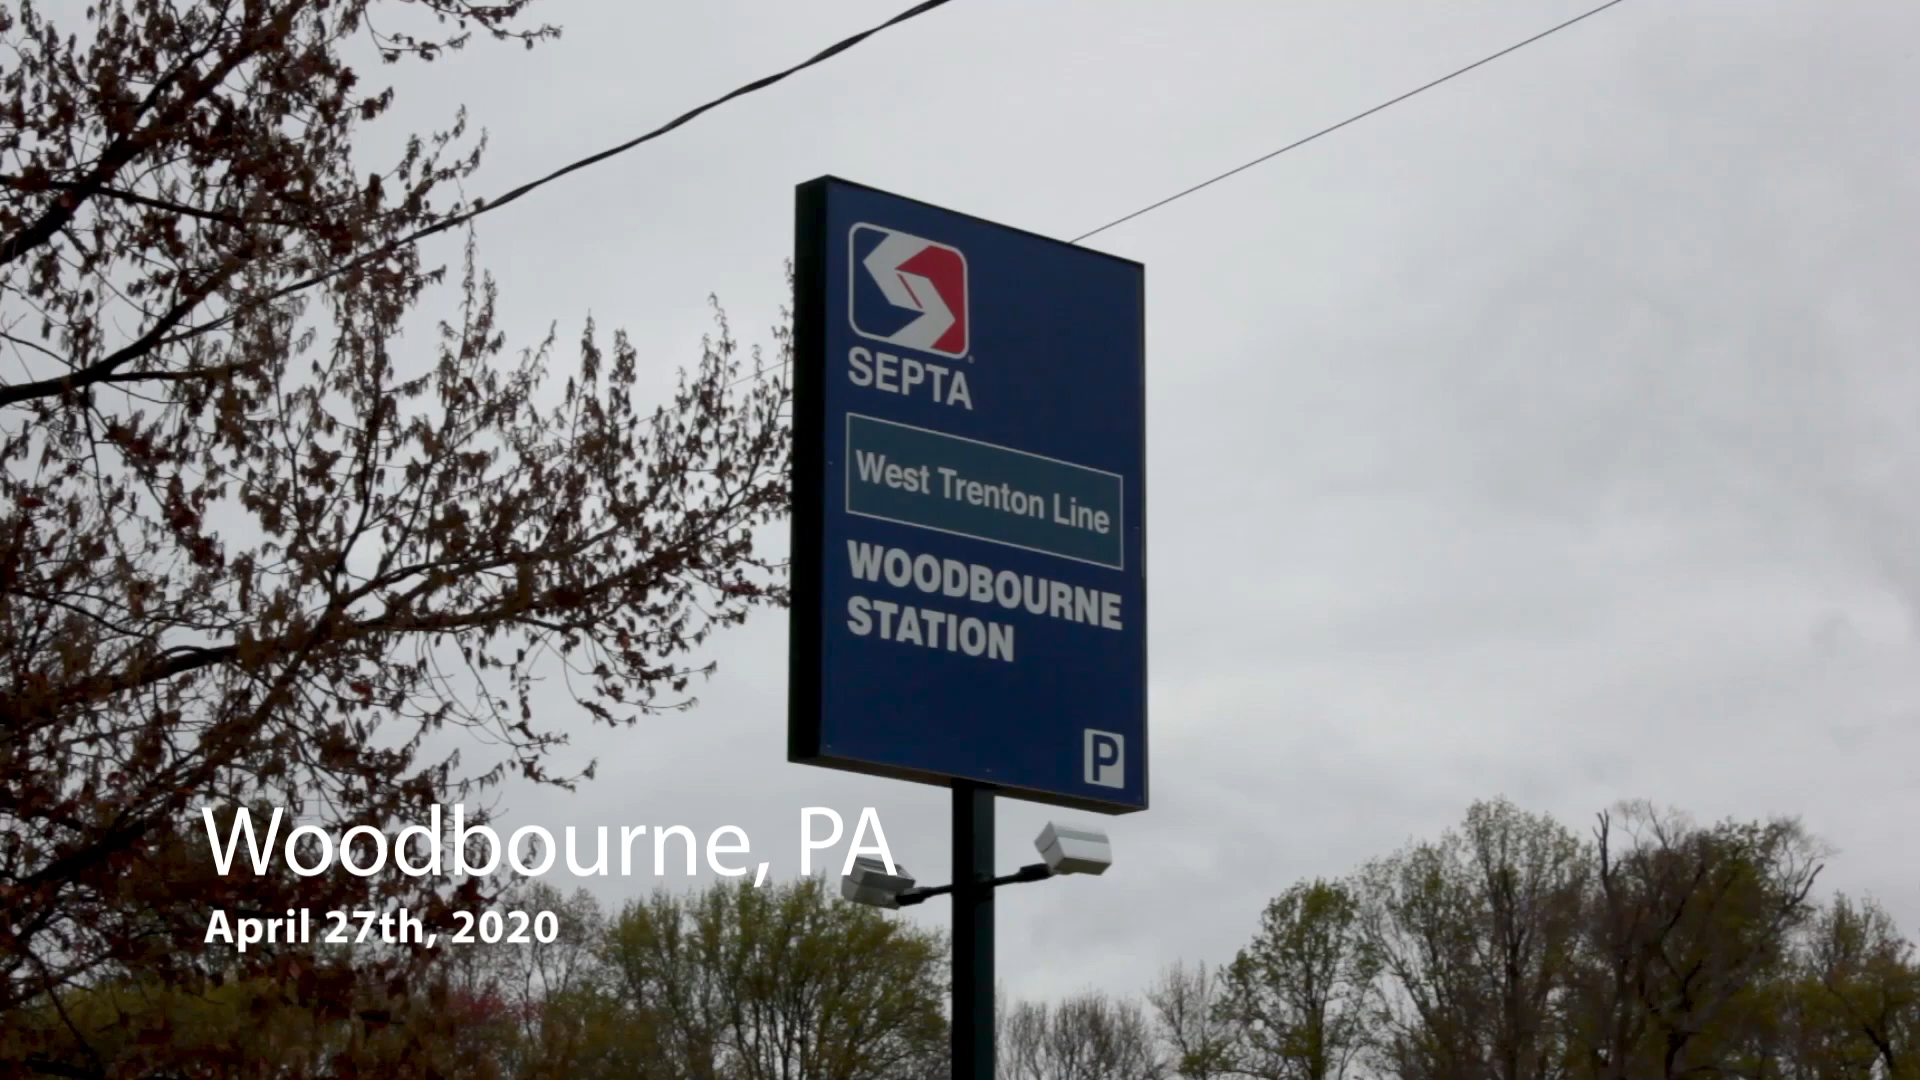 SEPTA
West Trenton Line
WOODBOURNE
STATION
P
Woodbourne, PA
April 27th, 2020